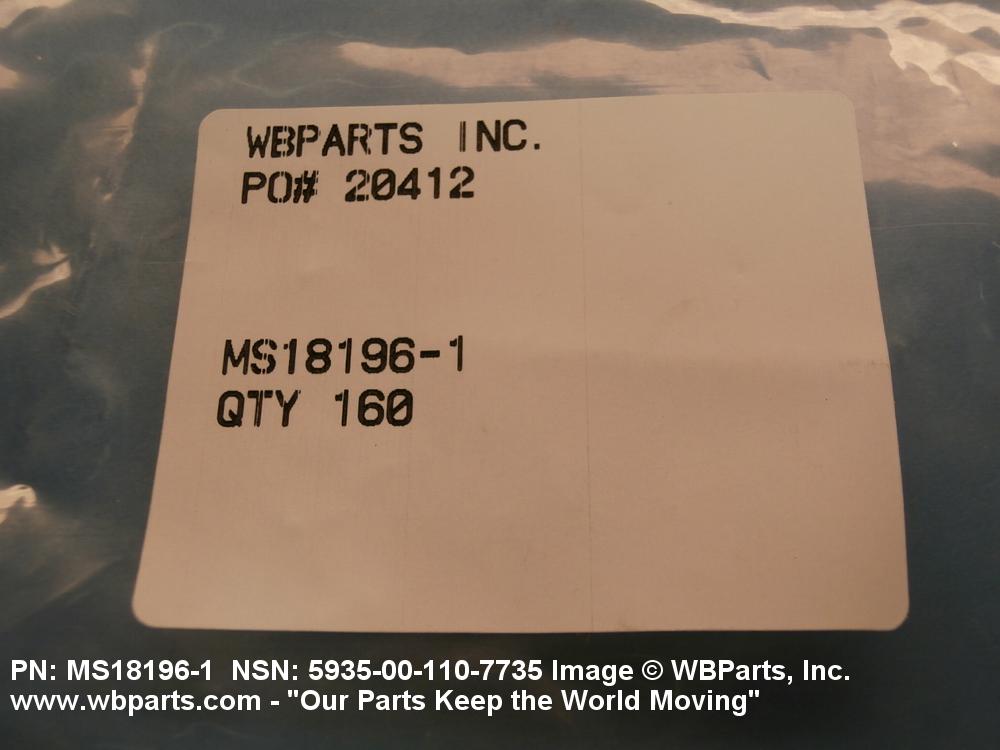 WBPARTS INC.
PO# 20412
MS18196-1
QTY 160
PN: MS18196-1 NSN: 5935-00-110-7735 Image © WBParts, Inc.
www.wbparts.com - "Our Parts Keep the World Moving"